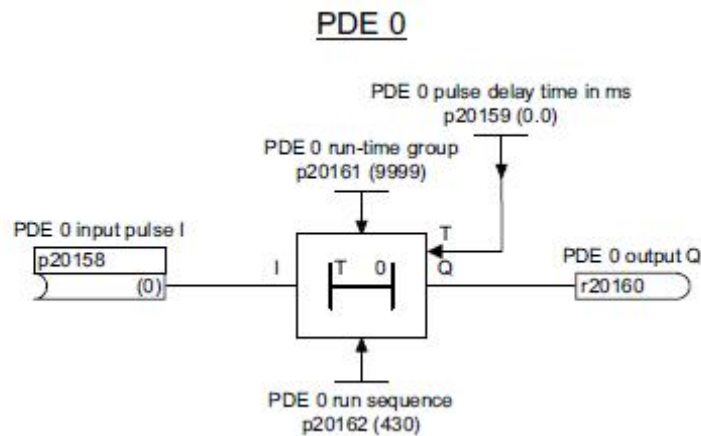 PDE 0
PDE 0 pulse delay time in ms
p20159 (0.0)
PDE 0 run-time group
p20161 (9999)
PDE 0 input pulse I
p20158
(0)
I
T 0
T
Q
PDE 0 output Q
r20160
PDE 0 run sequence
p20162 (430)